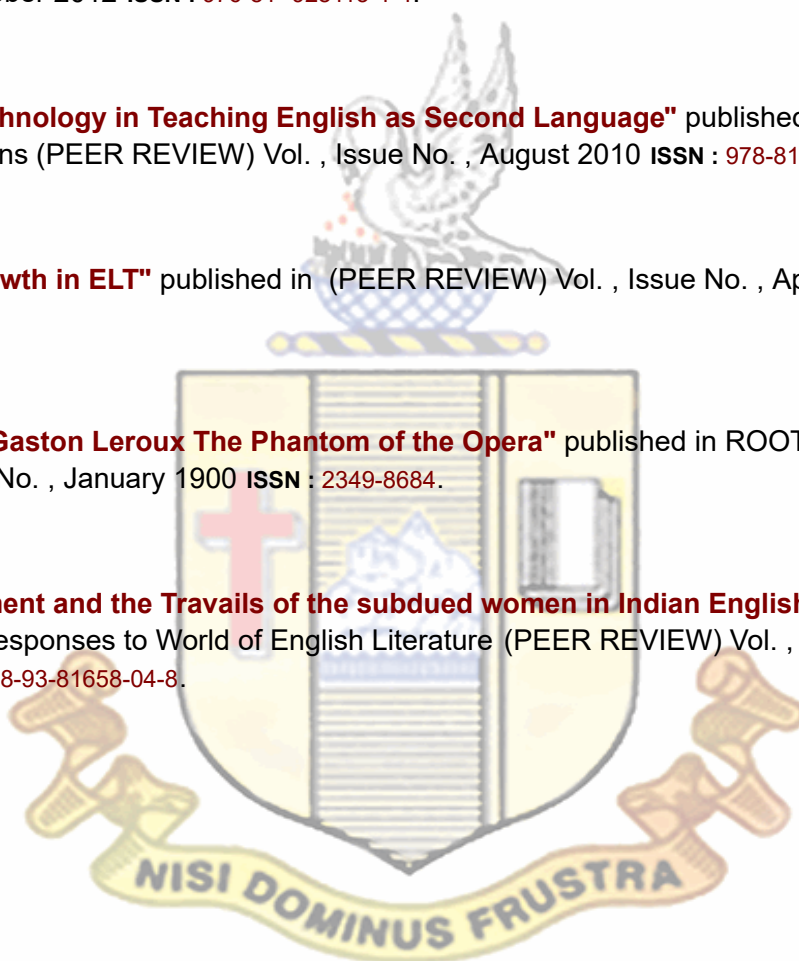 chnology in Teaching English as Second Language" published
ns (PEER REVIEW) Vol. , Issue No. , August 2010 ISSN : 978-81
wth in ELT" published in (PEER REVIEW) Vol. , Issue No. , Ap
Gaston Leroux The Phantom of the Opera" published in ROOT
No. , January 1900 ISSN : 2349-8684.
ment and the Travails of the subdued women in Indian English
esponses to World of English Literature (PEER REVIEW) Vol. ,
8-93-81658-04-8.
NISI DOMINUS FRUSTRA